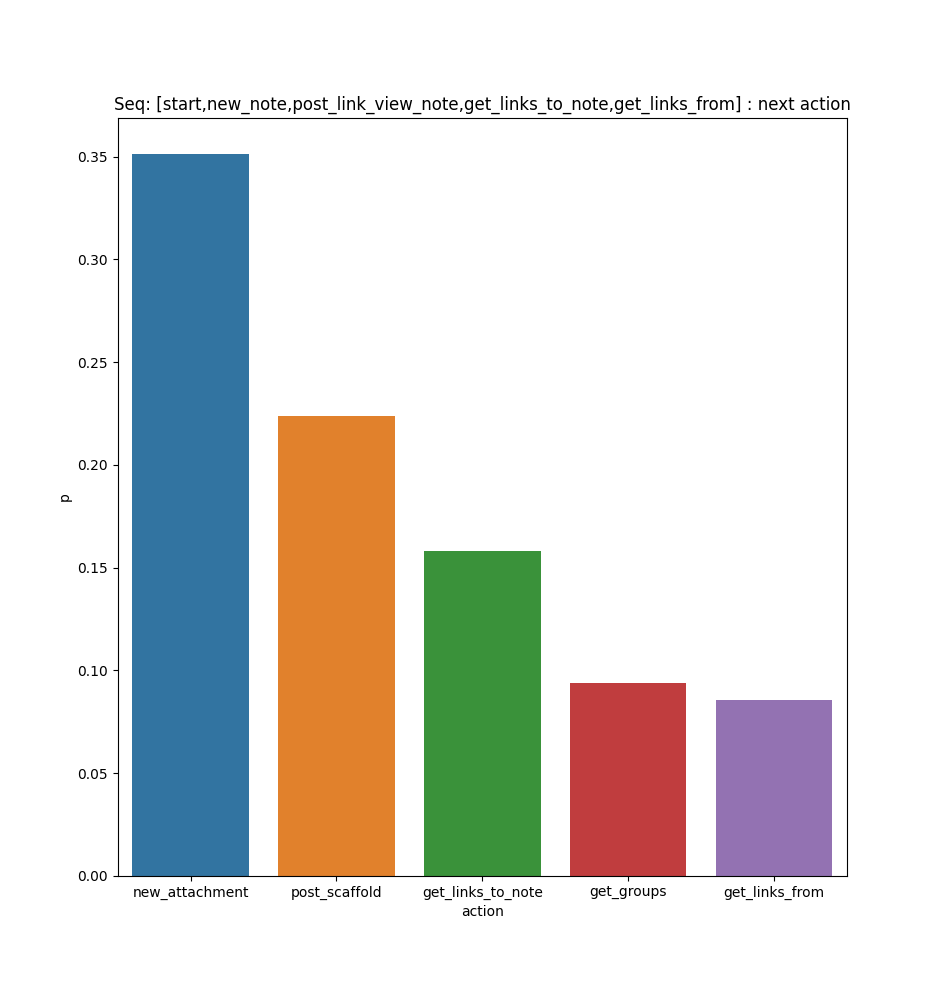 Seq: [start,new_note,post_link_view_note,get_links_to_note,get_links_from] : next action
0.35
0.30
0.25
0.20
0.15
0.10
0.05
0.00
p
new_attachment post_scaffold get_links_to_note get_groups get_links_from
action